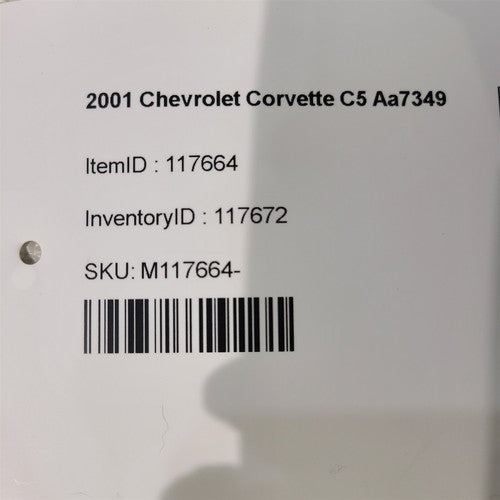 2001 Chevrolet Corvette C5 Aa7349
ItemID : 117664
InventoryID : 117672
SKU: M117664-